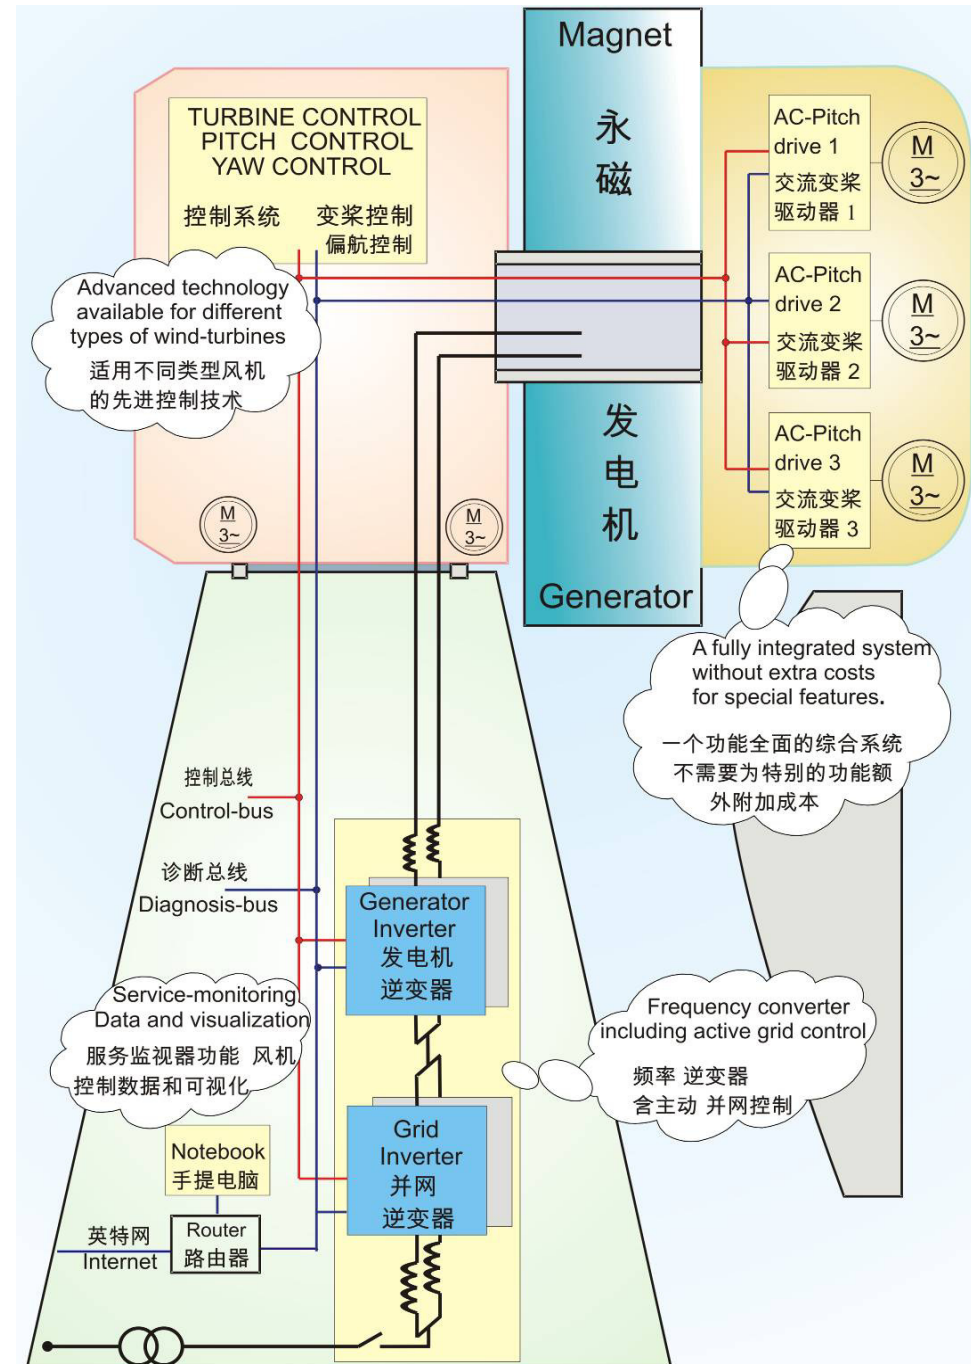 Magnet
永
磁
发
电
机
Generator
TURBINE CONTROL
PITCH CONTROL
YAW CONTROL
控制系统 变桨控制
偏航控制
AC-Pitch
drive 1
交流变桨
驱动器 1
M
3~
AC-Pitch
drive 2
交流变桨
驱动器 2
M
3~
AC-Pitch
drive 3
交流变桨
驱动器 3
M
3~
Advanced technology
available for different
types of wind-turbines
适用不同类型风机
的先进控制技术
M
3~
M
3~
A fully integrated system
without extra costs
for special features.
一个功能全面的综合系统
不需要为特别的功能额
外附加成本
控制总线
Control-bus
诊断总线
Diagnosis-bus
Generator
Inverter
发电机
逆变器
Service-monitoring
Data and visualization
服务监视器功能 风机
控制数据和可视化
Frequency converter
including active grid control
频率 逆变器
含主动 并网控制
Grid
Inverter
并网
逆变器
Notebook
手提电脑
Router
路由器
英特网
Internet